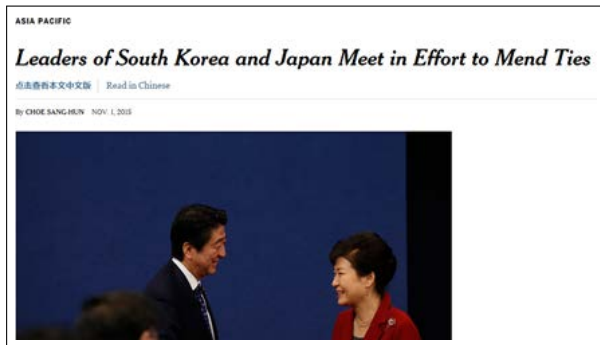 ASIA PACIFIC
Leaders of South Korea and Japan Meet in Effort to Mend Ties
点击查看本文中文版 Read in Chinese
By CHOE SANG-HUN NOV. 1, 2015